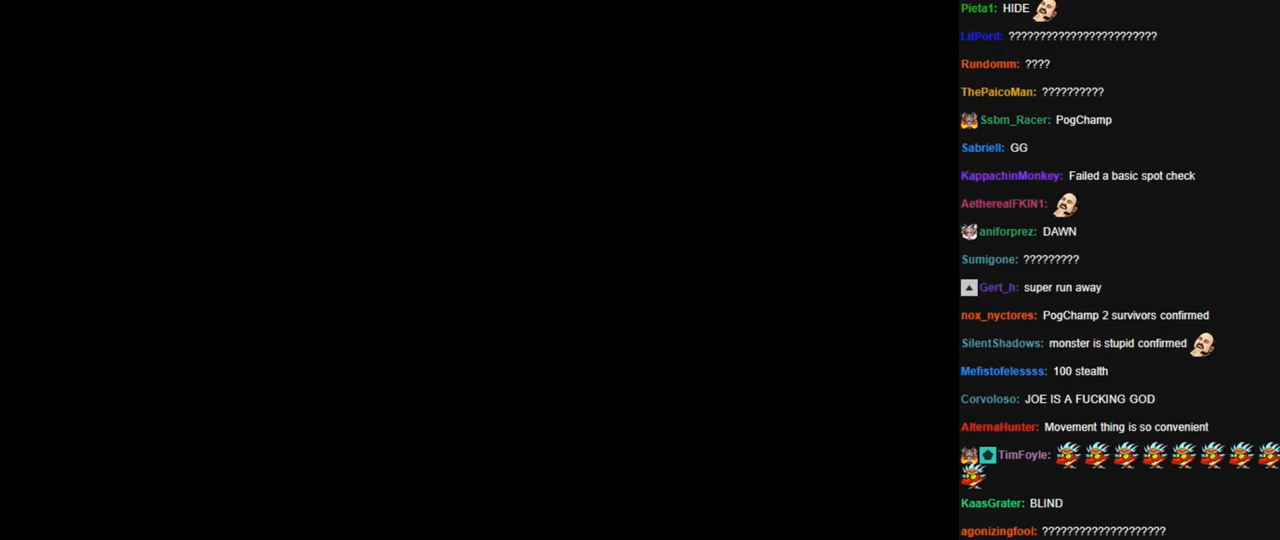 Pieta1: HIDE
LitPord: ????????????????????????
Rundomm: ????
ThePaicoMan: ??????????
Ssbm_Racer: PogChamp
Sabriell: GG
KappachinMonkey: Failed a basic spot check
AetherealFKIN1:
aniforprez: DAWN
Sumigone: ?????????
Gert_h: super run away
nox_nyctores: PogChamp 2 survivors confirmed
SilentShadows: monster is stupid confirmed
Mefistofelessss: 100 stealth
Corvoloso: JOE IS A FUCKING GOD
AlternaHunter: Movement thing is so convenient
TimFoyle:
KaasGrater: BLIND
agonizingfool: ????????????????????